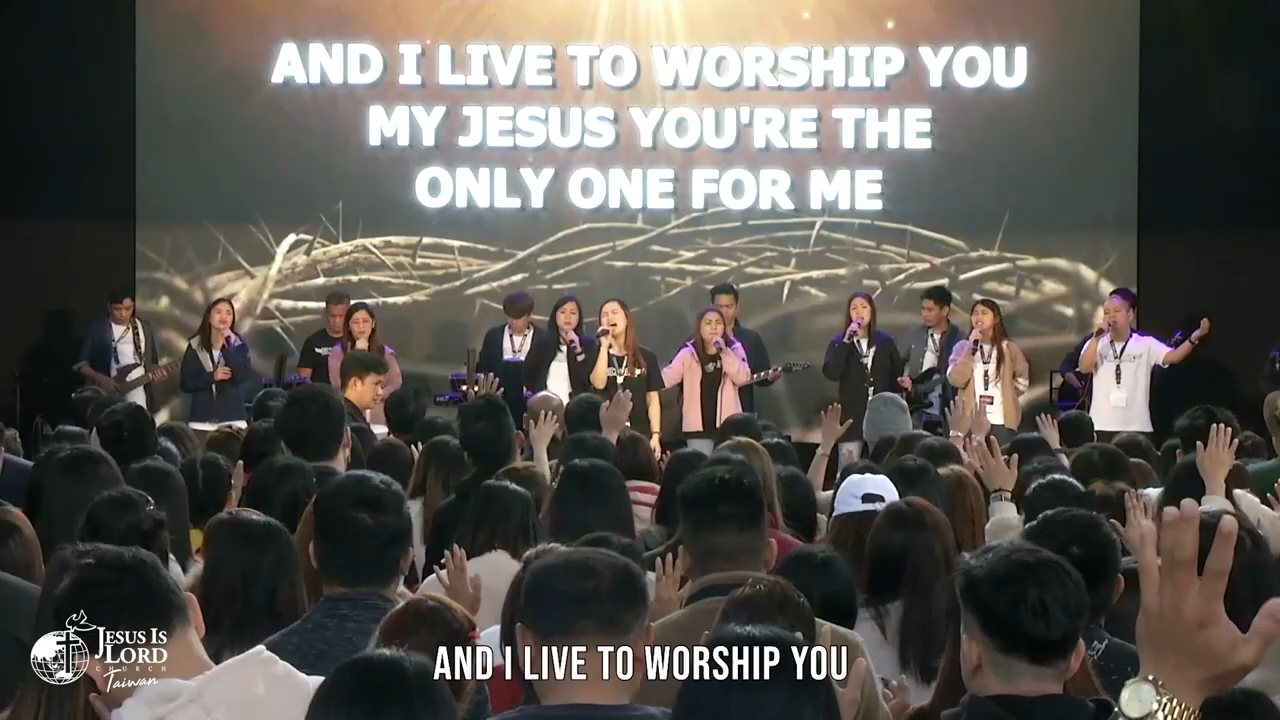 AND I LIVE TO WORSHIP YOU
MY JESUS YOU'RE THE
ONLY ONE FOR ME
JESUS IS
LORD
CHURCH
Taiwan
AND I LIVE TO WORSHIP YOU